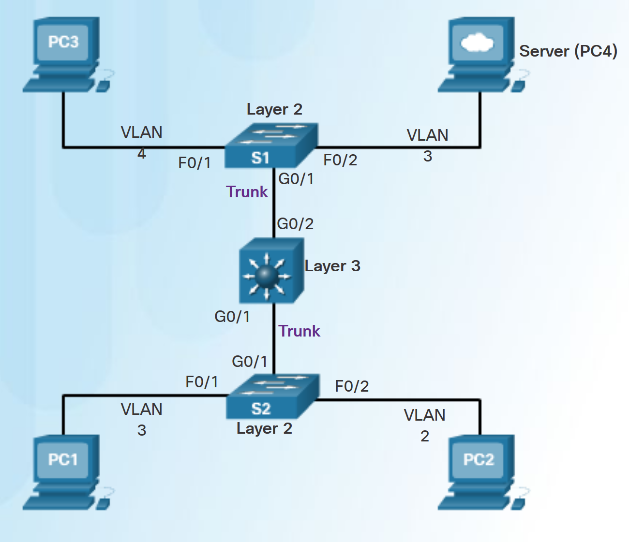 PC3
Server (PC4)
Layer 2
VLAN
4
F0/1
S1
F0/2
VLAN
3
G0/1
Trunk
G0/2
Layer 3
G0/1
Trunk
G0/1
F0/1
F0/2
VLAN
3
S2
Layer 2
VLAN
2
PC1
PC2